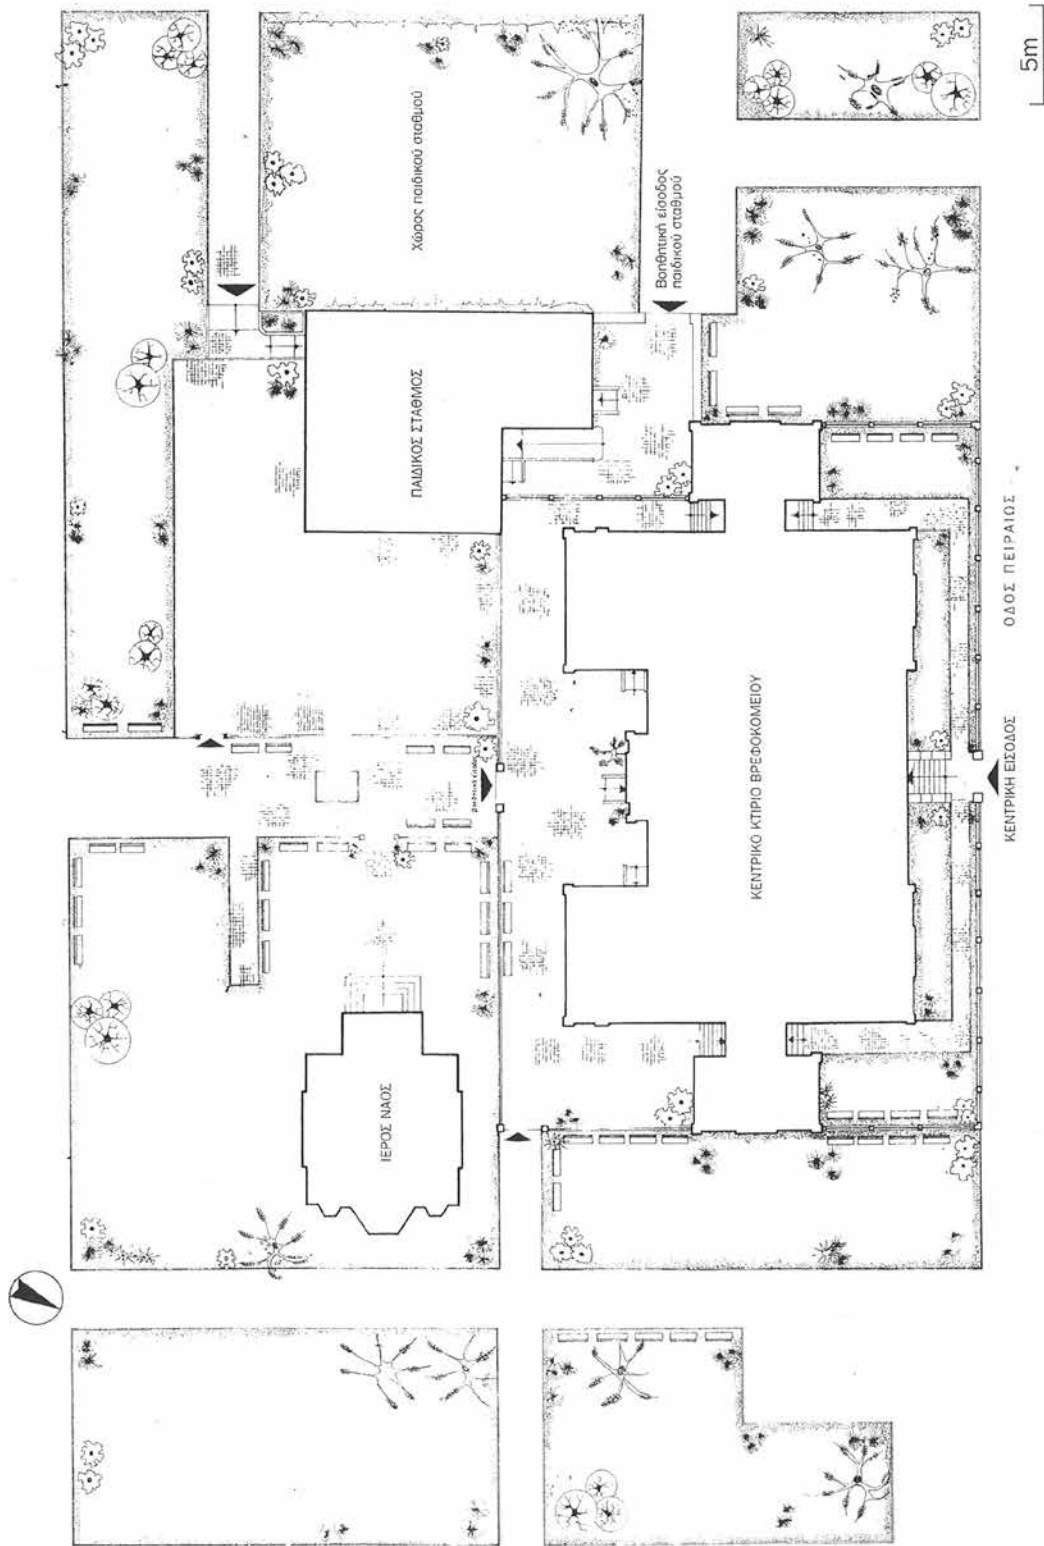 Χώρος παιδικού σταθμού
Βοηθητική είσοδος
παιδικού σταθμού
ΠΑΙΔΙΚΟΣ ΣΤΑΘΜΟΣ
ΙΕΡΟΣ ΝΑΟΣ
ΚΕΝΤΡΙΚΟ ΚΤΙΡΙΟ ΒΡΕΦΟΚΟΜΕΙΟΥ
ΚΕΝΤΡΙΚΗ ΕΙΣΟΔΟΣ
ΟΔΟΣ ΠΕΙΡΑΙΩΣ
5m